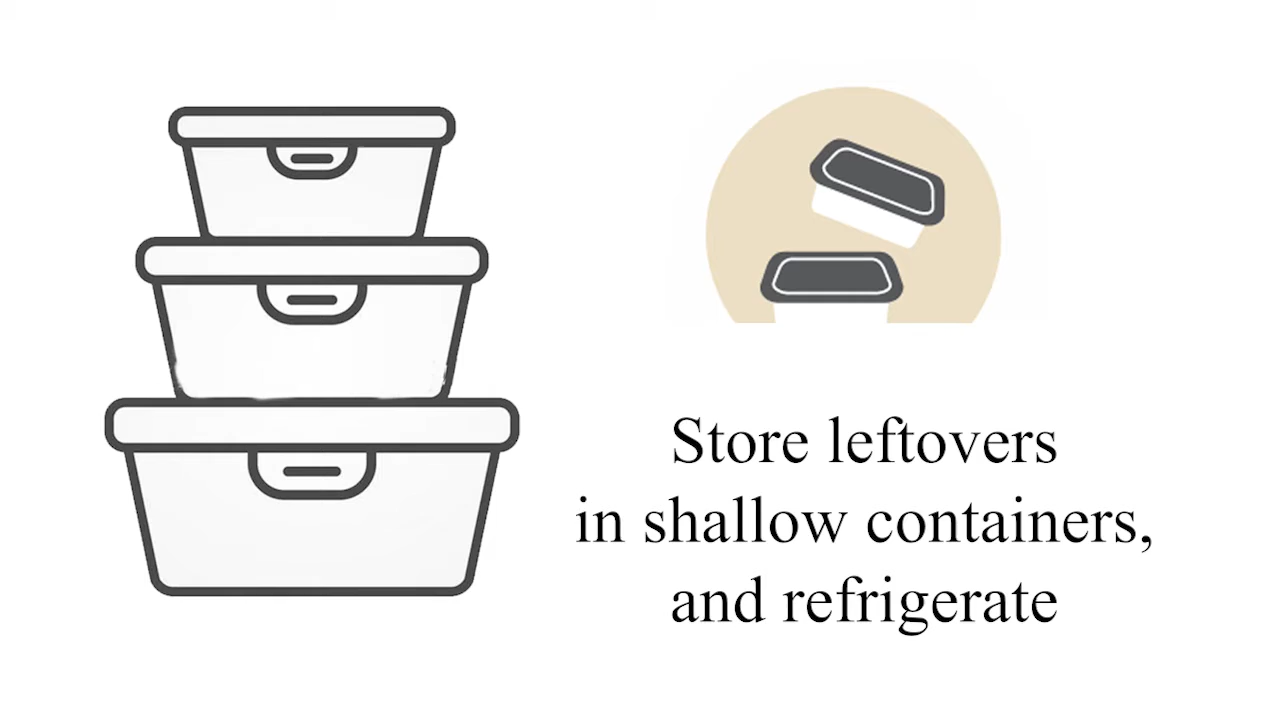 Store leftovers
in shallow containers,
and refrigerate